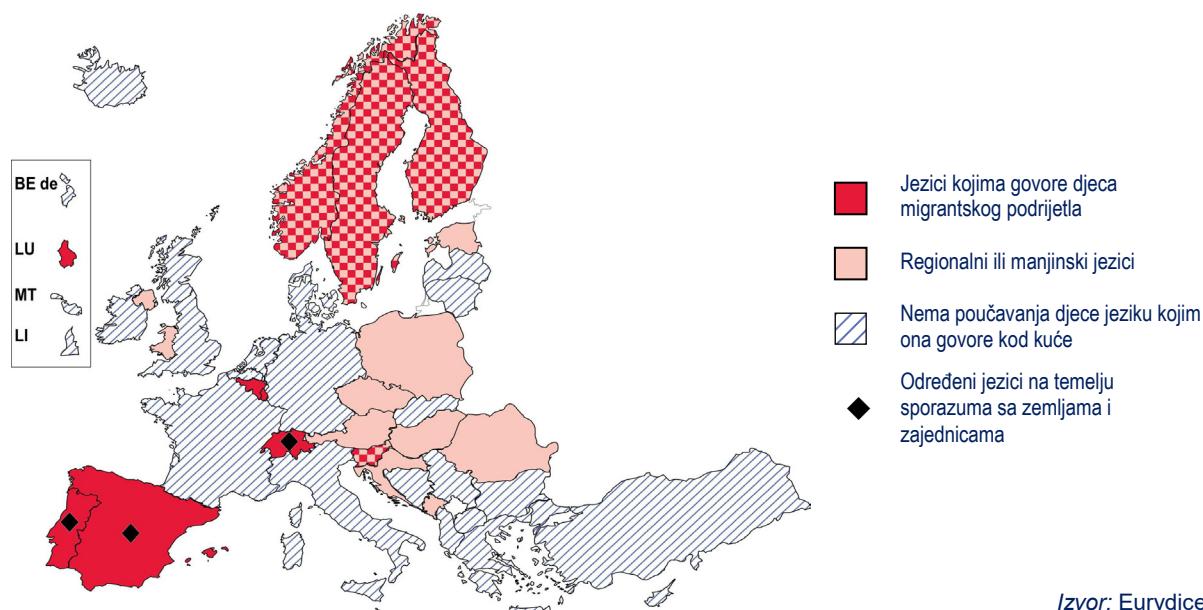 BE de
LU
MT
LI
Jezici kojima govore djeca
migrantskog podrijetla
Regionalni ili manjinski jezici
Nema poučavanja djece jeziku kojim
ona govore kod kuće
Određeni jezici na temelju
sporazuma sa zemljama i
zajednicama
Izvor: Eurydice